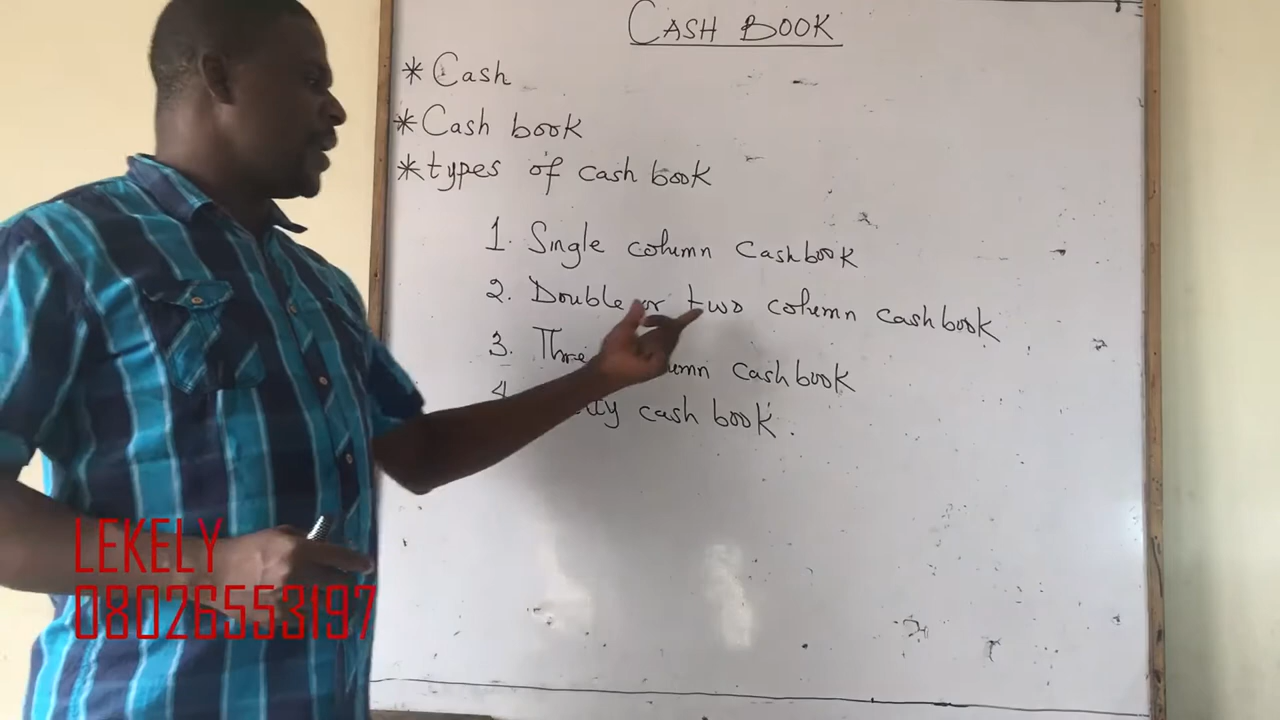 CASH BOOK
* Cash
* Cash book
* types of cash book
1. Single column cashbook
2. Double or two column cashbook
3. cashbook
4 cash book.
LEKELY
08026553197